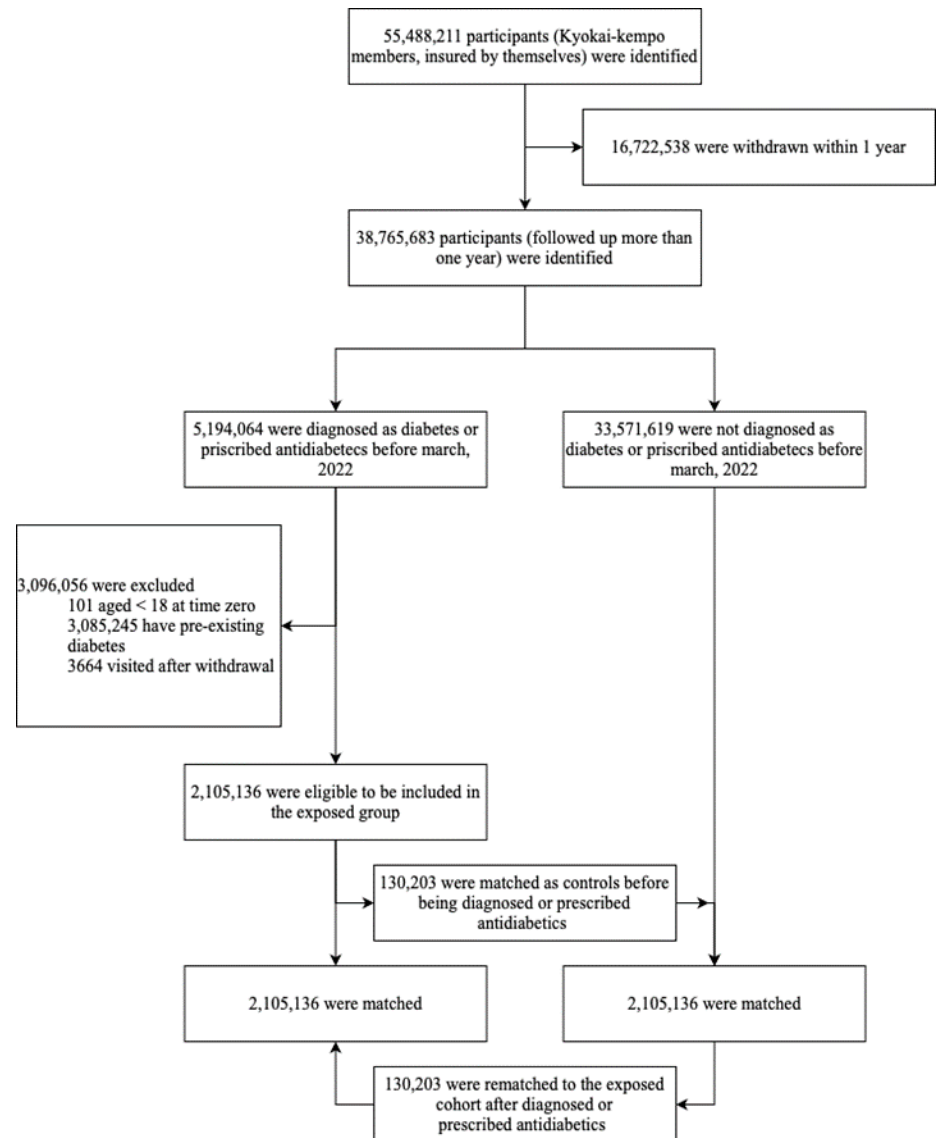 55,488,211 participants (Kyokai-kempo
members, insured by themselves) were identified
16,722,538 were withdrawn within 1 year
38,765,683 participants (followed up more than
one year) were identified
5,194,064 were diagnosed as diabetes or
priscribed antidiabetecs before march,
2022
33,571,619 were not diagnosed as
diabetes or priscribed antidiabetecs before
march, 2022
3,096,056 were excluded
101 aged < 18 at time zero
3,085,245 have pre-existing
diabetes
3664 visited after withdrawal
2,105,136 were eligible to be included in
the exposed group
130,203 were matched as controls before
being diagnosed or prescribed
antidiabetics
2,105,136 were matched
2,105,136 were matched
130,203 were rematched to the exposed
cohort after diagnosed or
prescribed antidiabetics